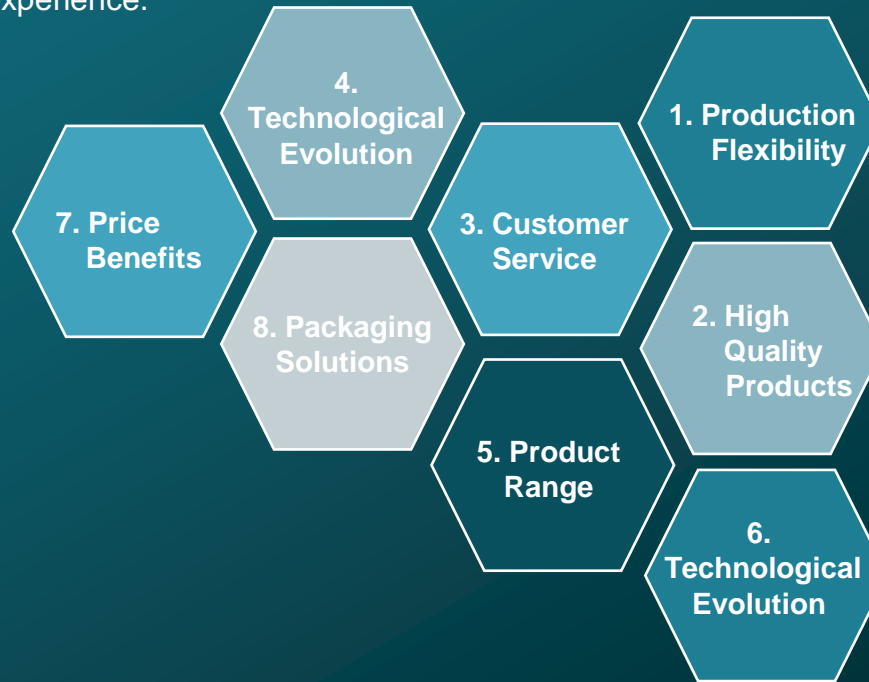 xperience.
4.
Technological
Evolution
1. Production
Flexibility
7. Price
Benefits
3. Customer
Service
8. Packaging
Solutions
2. High
Quality
Products
5. Product
Range
6.
Technological
Evolution